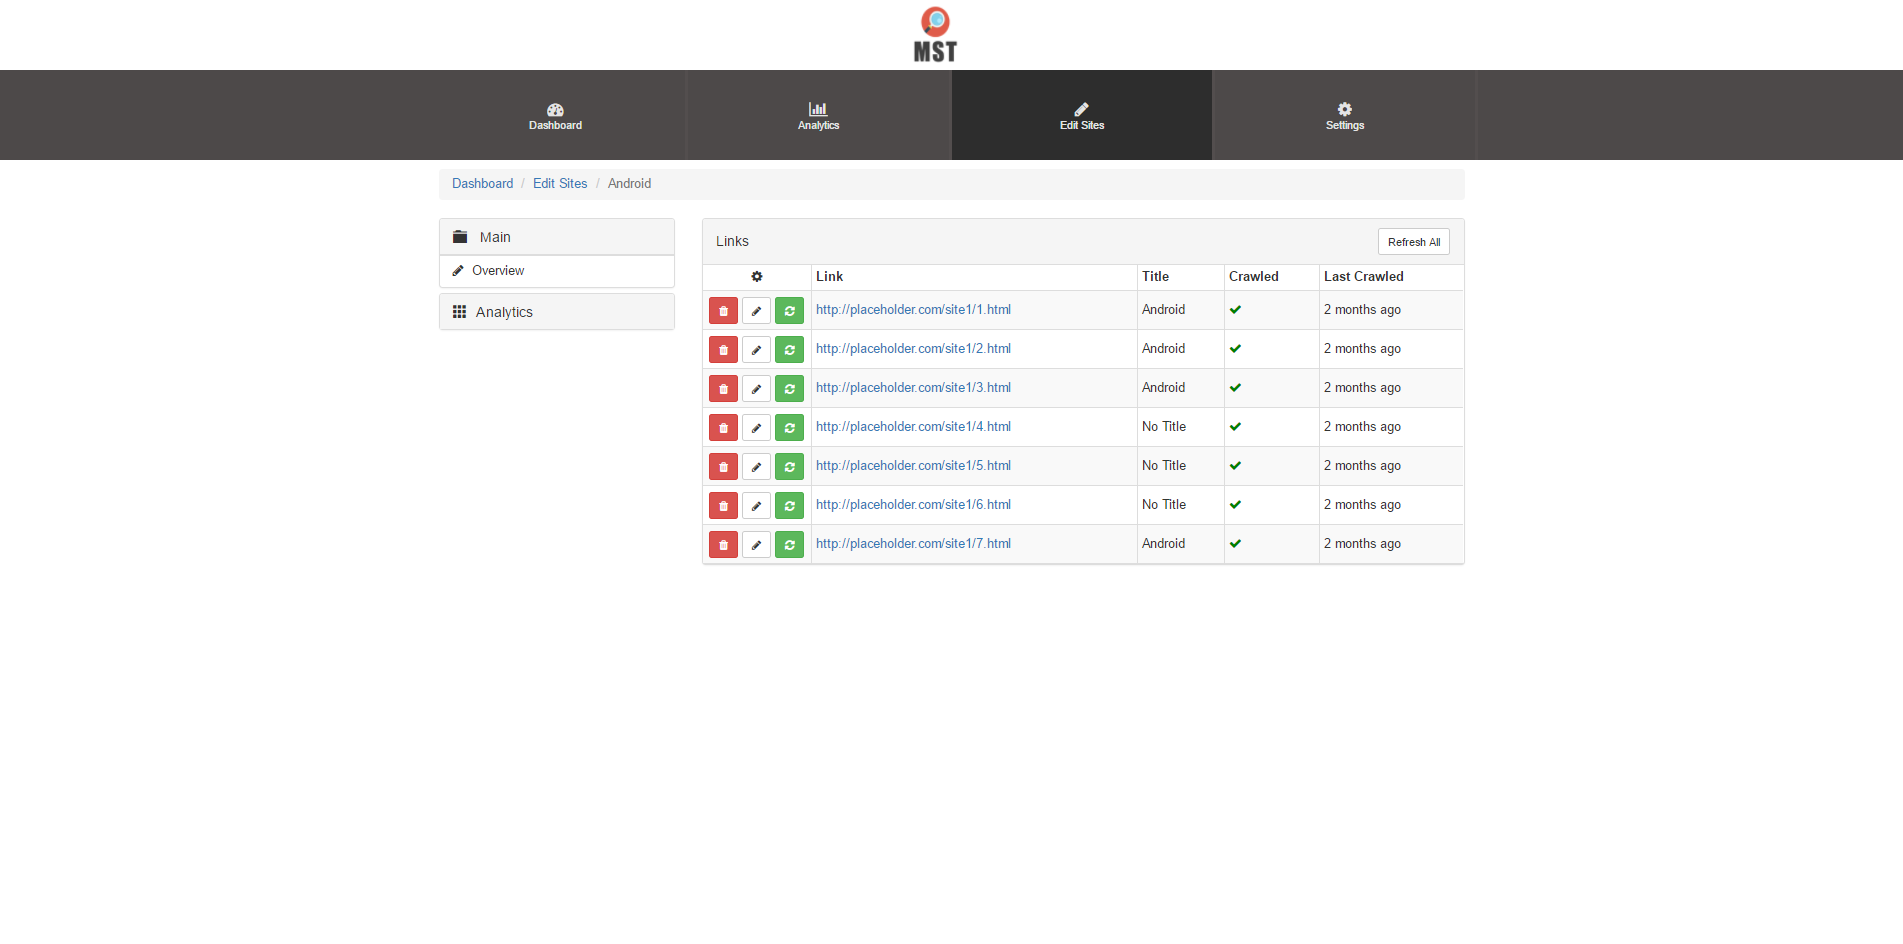 MST
Dashboard Analytics Edit Sites Settings
Dashboard / Edit Sites / Android
Main
Overview
Analytics
Links Refresh All
Link Title Crawled Last Crawled
http://placeholder.com/site1/1.html Android 2 months ago
http://placeholder.com/site1/2.html Android 2 months ago
http://placeholder.com/site1/3.html Android 2 months ago
http://placeholder.com/site1/4.html No Title 2 months ago
http://placeholder.com/site1/5.html No Title 2 months ago
http://placeholder.com/site1/6.html No Title 2 months ago
http://placeholder.com/site1/7.html Android 2 months ago